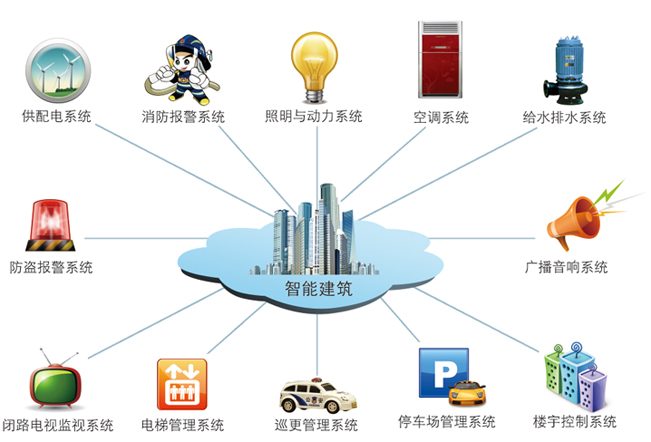 供配电系统
消防报警系统
照明与动力系统
空调系统
给水排水系统
防盗报警系统
广播音响系统
智能建筑
闭路电视监视系统
电梯管理系统
巡更管理系统
P
停车场管理系统
楼宇控制系统